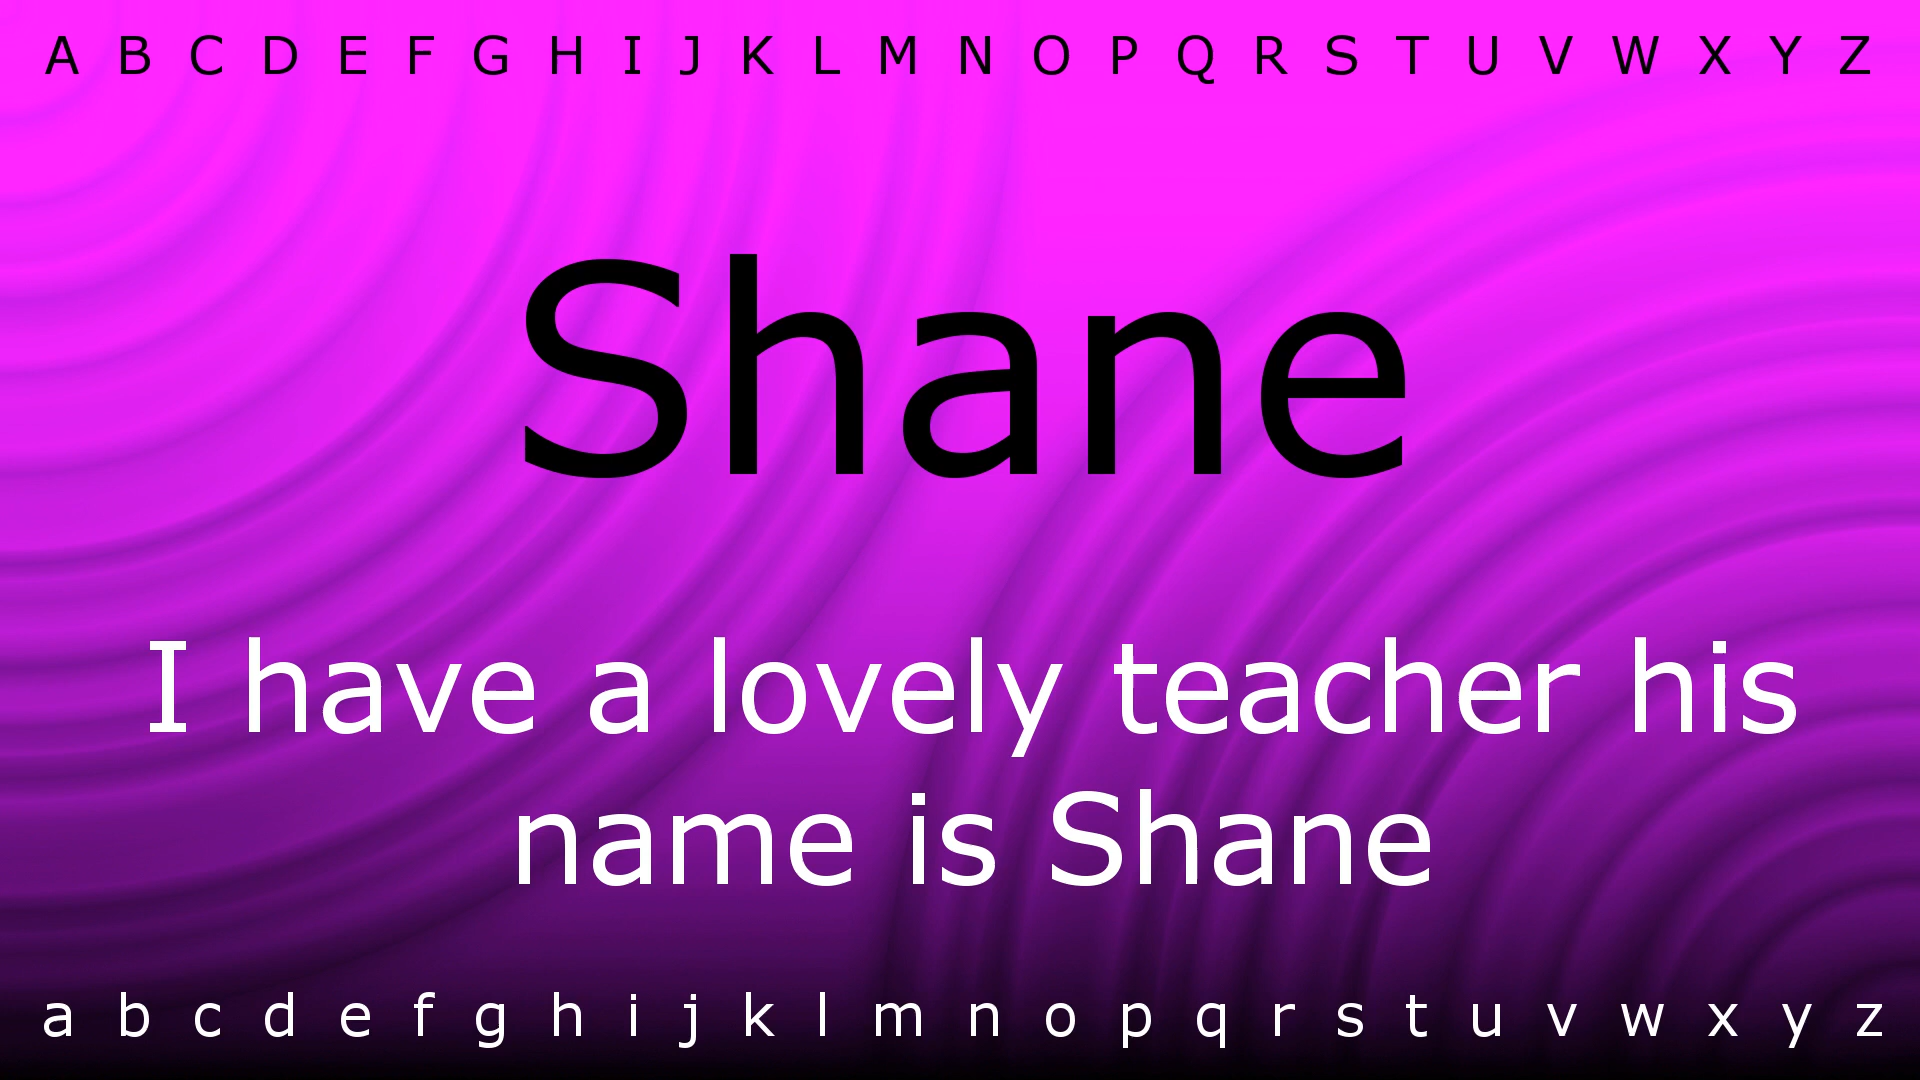 A B C D E F G H I J K L M N O P Q R S T U V W X Y Z
Shane
I have a lovely teacher his
name is Shane
a b c d e f g h i j k l m n o p q r s t u v w x y z